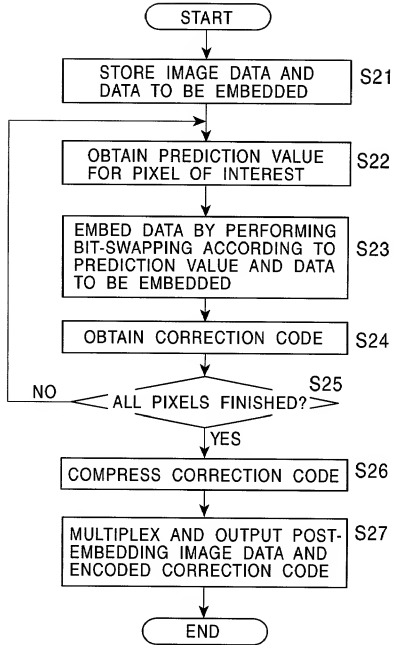 START
STORE IMAGE DATA AND
DATA TO BE EMBEDDED
S21
OBTAIN PREDICTION VALUE
FOR PIXEL OF INTEREST
S22
EMBED DATA BY PERFORMING
BIT-SWAPPING ACCORDING TO
PREDICTION VALUE AND DATA
TO BE EMBEDDED
S23
OBTAIN CORRECTION CODE
S24
S25
NO
ALL PIXELS FINISHED?
YES
COMPRESS CORRECTION CODE
S26
MULTIPLEX AND OUTPUT POST-
EMBEDDING IMAGE DATA AND
ENCODED CORRECTION CODE
S27
END